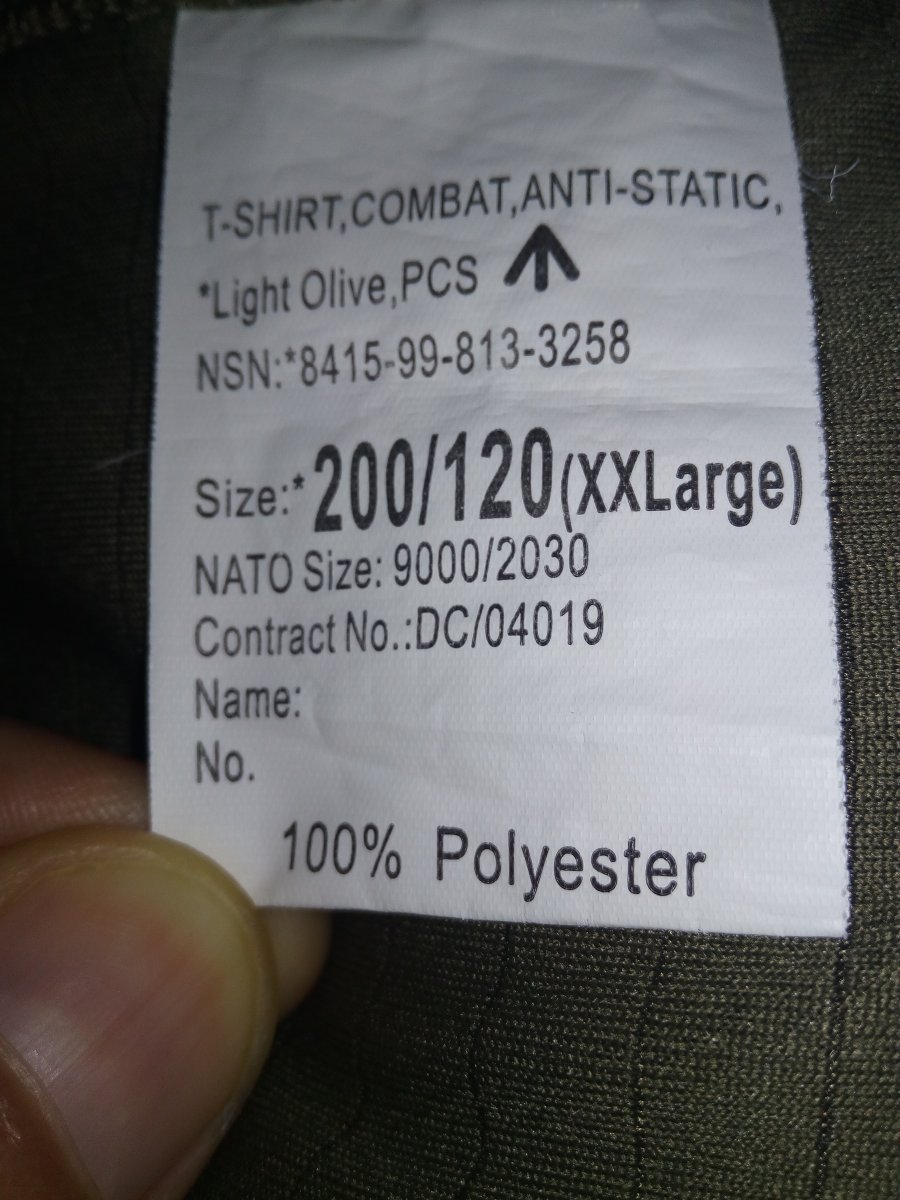 T-SHIRT,COMBAT,ANTI-STATIC,
*Light Olive,PCS
NSN:*8415-99-813-3258
Size:*200/120(XXLarge)
NATO Size: 9000/2030
Contract No.:DC/04019
Name:
No.
100% Polyester